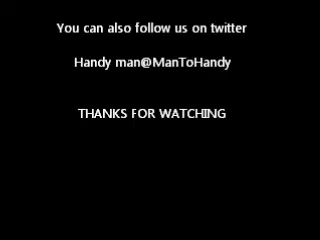 You can also follow us on twitter
Handy man@ManToHandy
THANKS FOR WATCHING